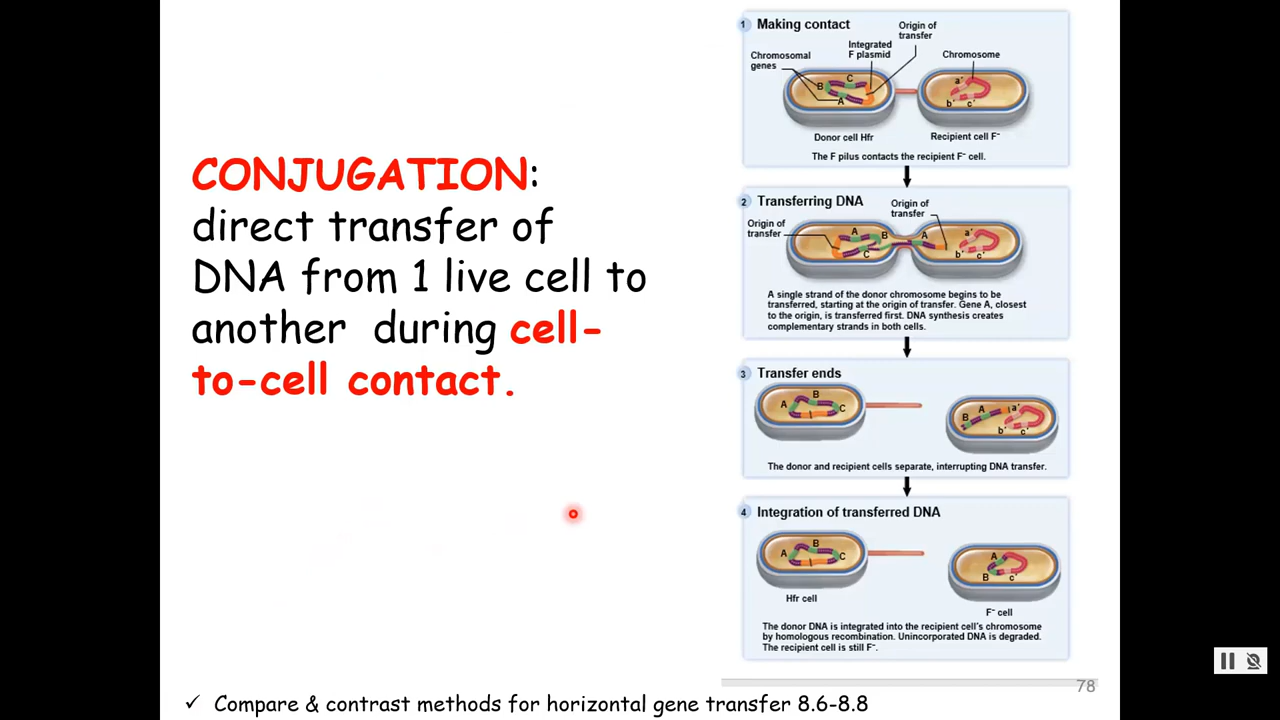 CONJUGATION:
direct transfer of
DNA from 1 live cell to
another during cell-
to-cell contact.
1 Making contact
Origin of
transfer
Integrated
F plasmid
Chromosomal
genes
Chromosome
B C A
a' b' c'
Donor cell Hfr
Recipient cell F⁻
The F pilus contacts the recipient F⁻ cell.
2 Transferring DNA
Origin of
transfer
Origin of
transfer
A B C A
a' b' c'
A single strand of the donor chromosome begins to be
transferred, starting at the origin of transfer. Gene A, closest
to the origin, is transferred first. DNA synthesis creates
complementary strands in both cells.
3 Transfer ends
A B C
B A a' b' c'
The donor and recipient cells separate, interrupting DNA transfer.
4 Integration of transferred DNA
A B C
A B c'
Hfr cell
F⁻ cell
The donor DNA is integrated into the recipient cell's chromosome
by homologous recombination. Unincorporated DNA is degraded.
The recipient cell is still F⁻.
78
✓ Compare & contrast methods for horizontal gene transfer 8.6-8.8